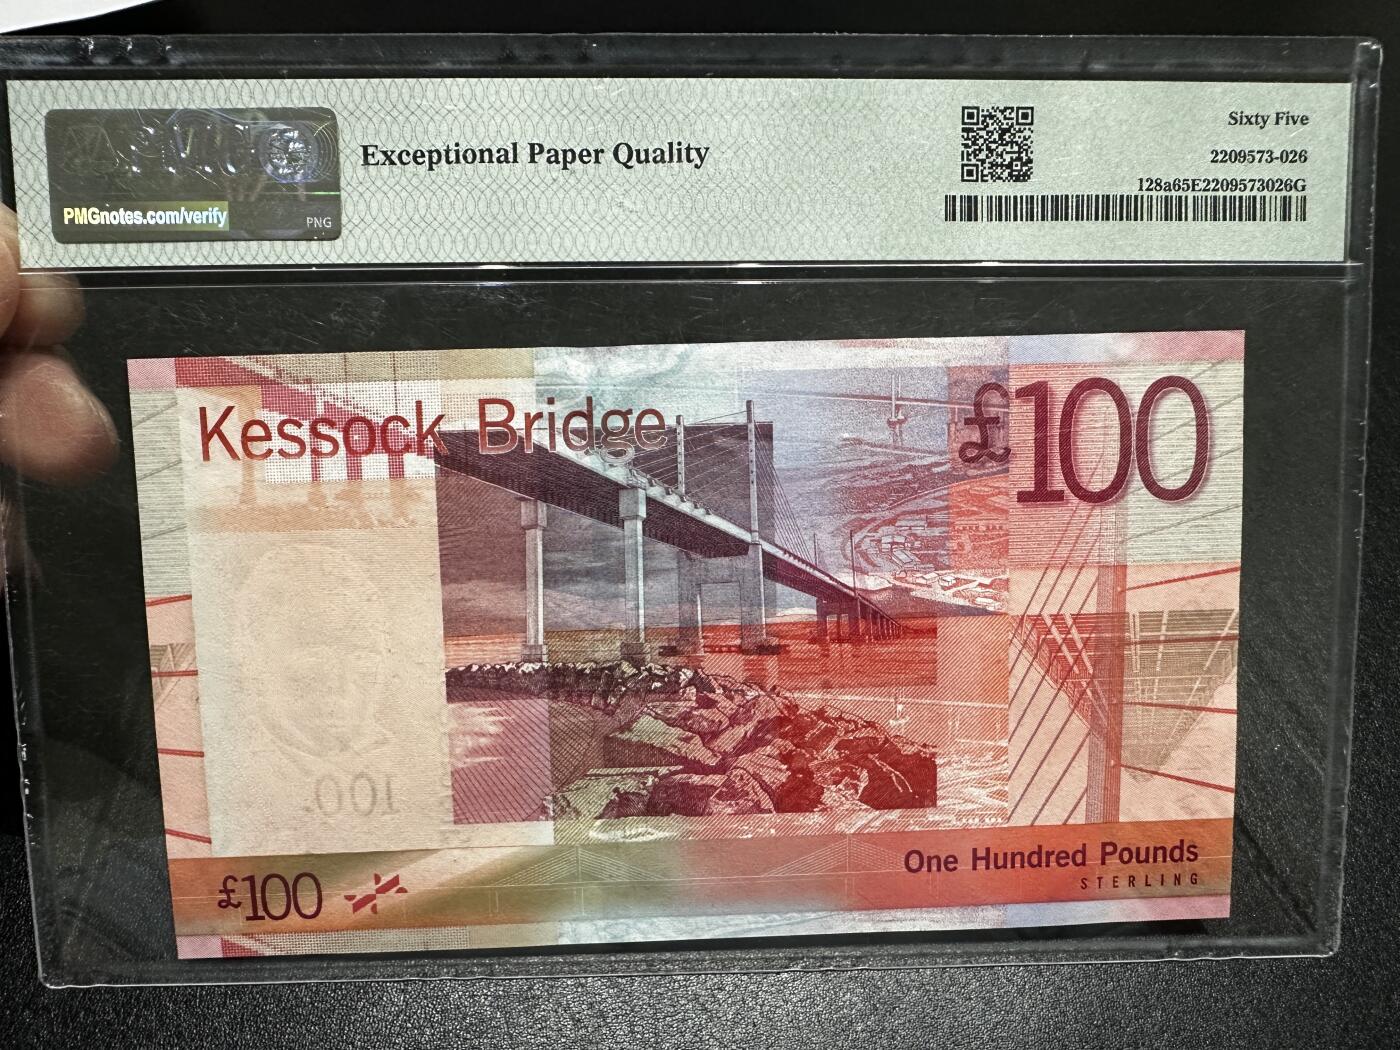 Exceptional Paper Quality
PMGnotes.com/verify
PNG
Sixty Five
2209573-026
128a65E2209573026G
Kessock Bridge
£100
100
£100
One Hundred Pounds
STERLING